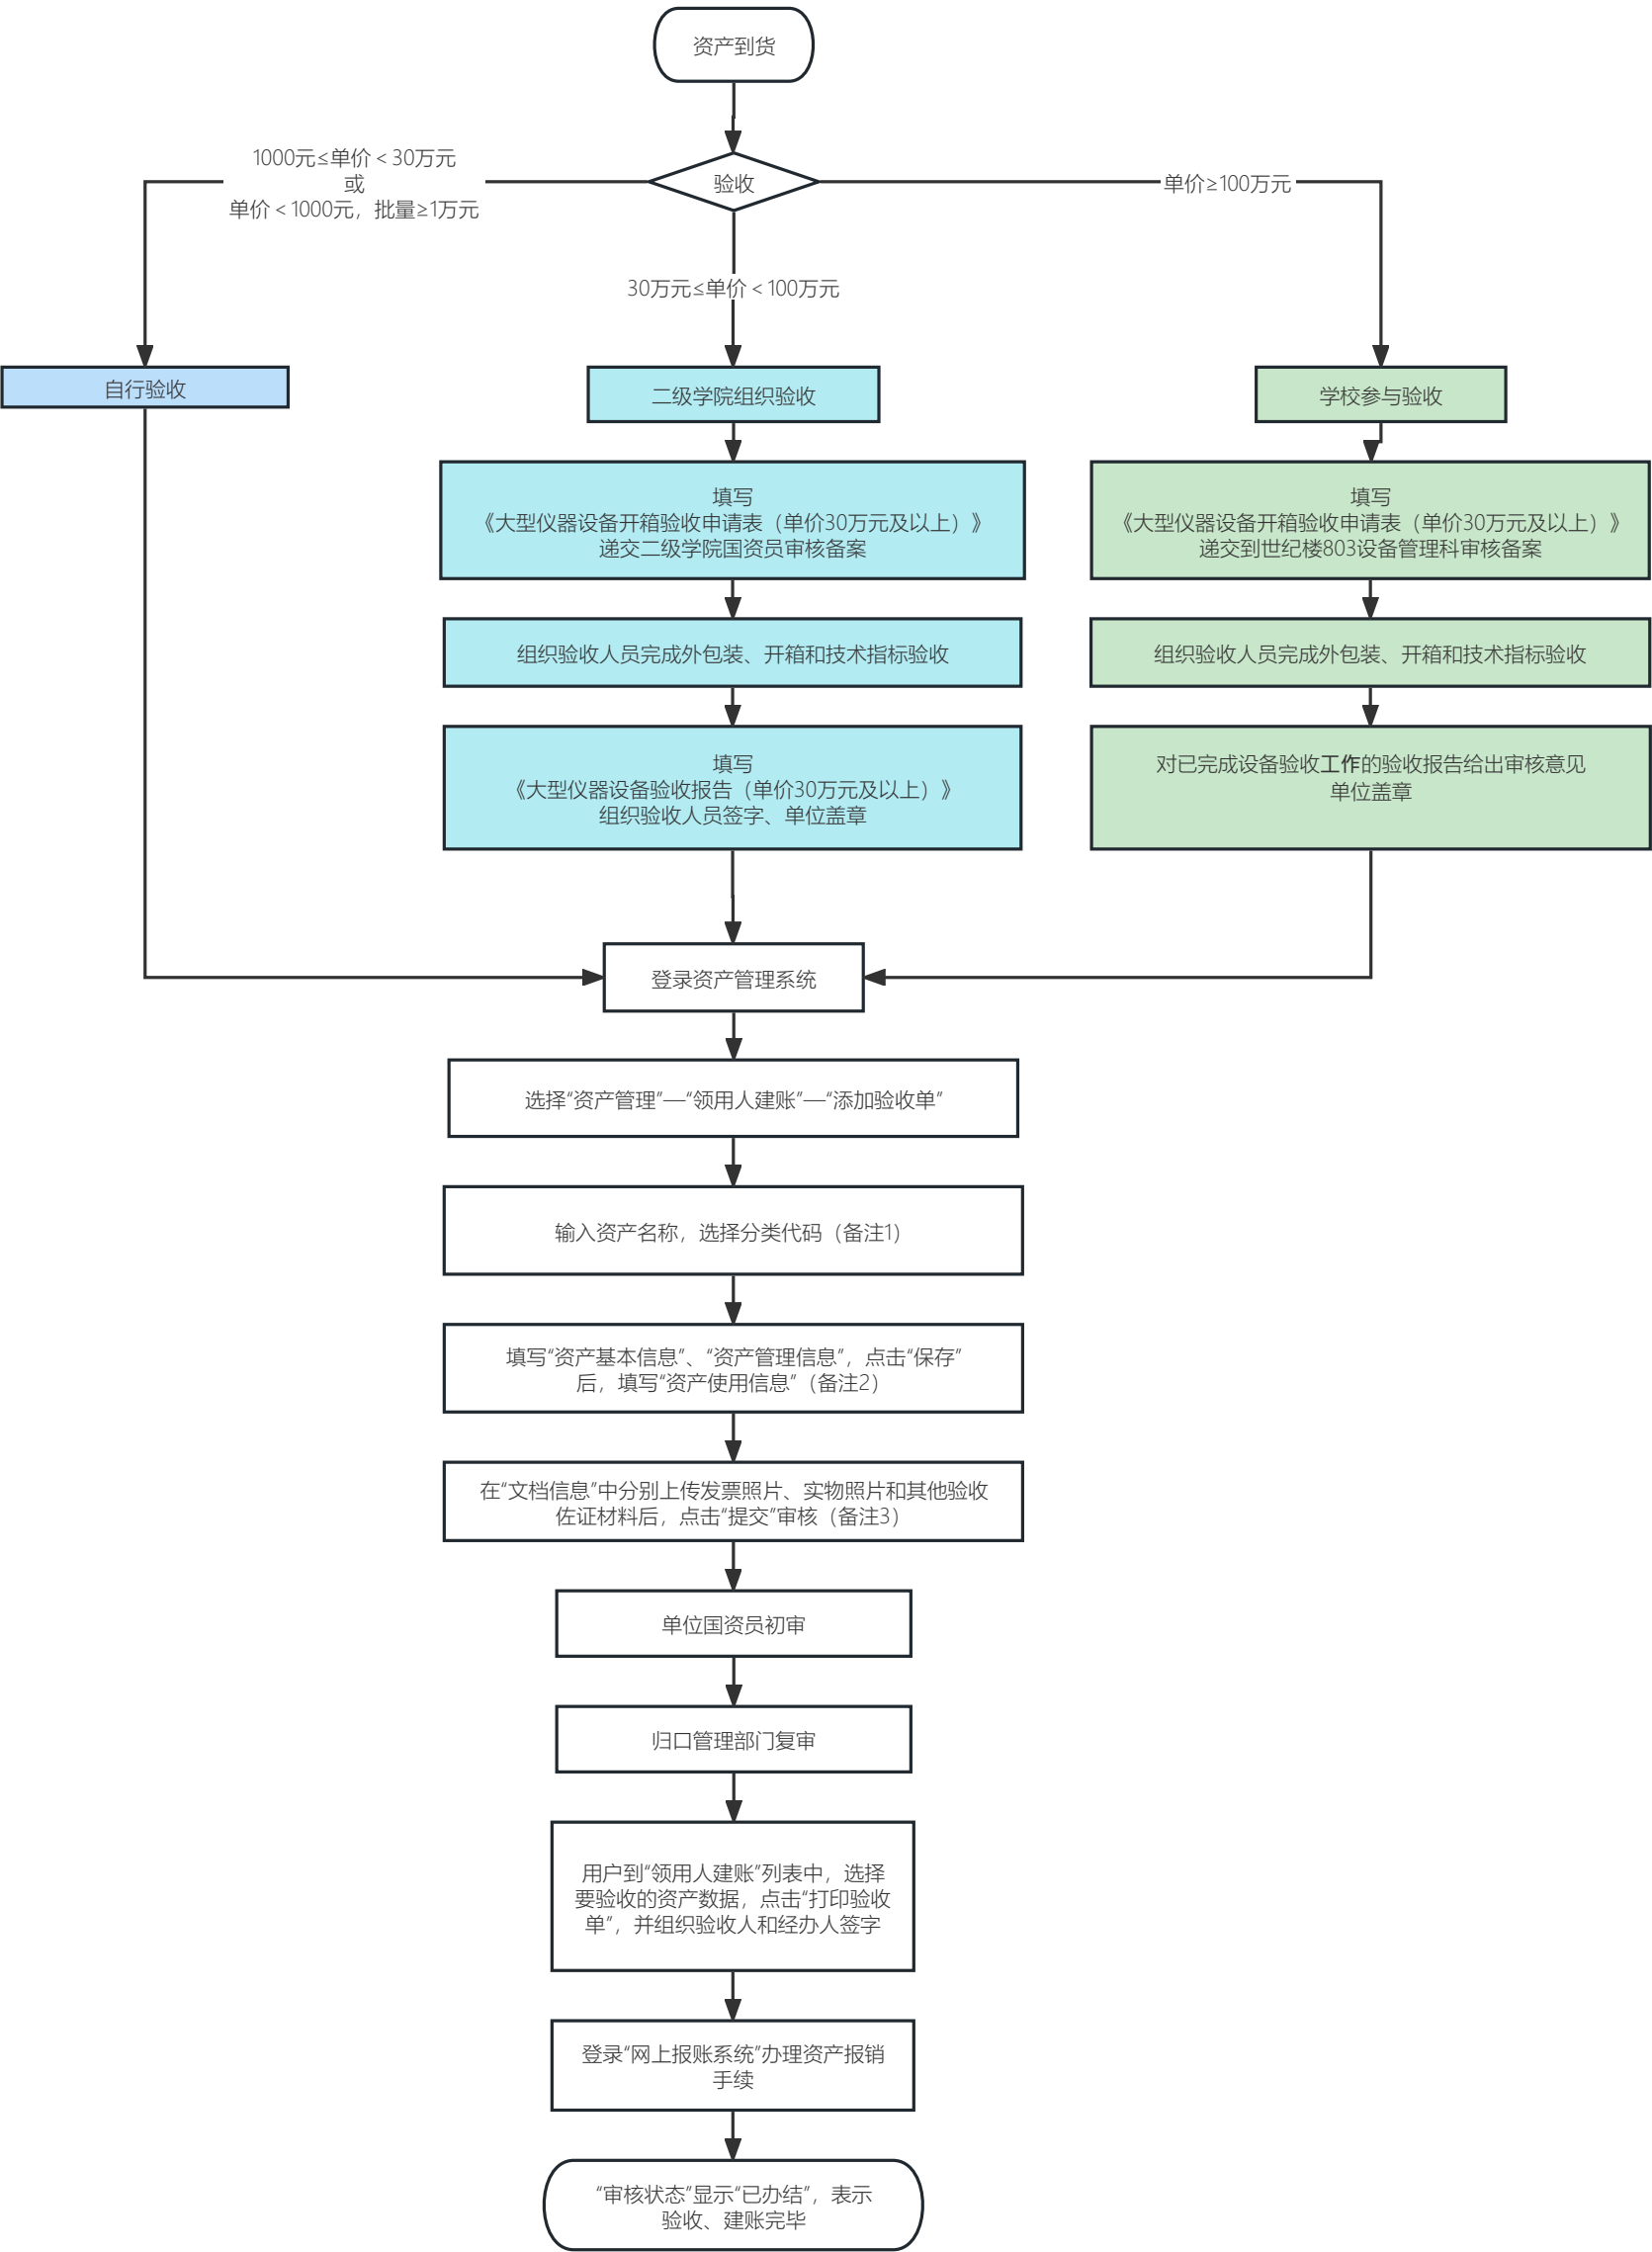 资产到货
验收
1000元≤单价＜30万元
或
单价＜1000元，批量≥1万元
30万元≤单价＜100万元
单价≥100万元
自行验收
二级学院组织验收
学校参与验收
填写
《大型仪器设备开箱验收申请表（单价30万元及以上）》
递交二级学院国资员审核备案
填写
《大型仪器设备开箱验收申请表（单价30万元及以上）》
递交到世纪楼803设备管理科审核备案
组织验收人员完成外包装、开箱和技术指标验收
组织验收人员完成外包装、开箱和技术指标验收
填写
《大型仪器设备验收报告（单价30万元及以上）》
组织验收人员签字、单位盖章
对已完成设备验收工作的验收报告给出审核意见
单位盖章
登录资产管理系统
选择“资产管理”—“领用人建账”—“添加验收单”
输入资产名称，选择分类代码（备注1）
填写“资产基本信息”、“资产管理信息”，点击“保存”
后，填写“资产使用信息”（备注2）
在“文档信息”中分别上传发票照片、实物照片和其他验收
佐证材料后，点击“提交”审核（备注3）
单位国资员初审
归口管理部门复审
用户到“领用人建账”列表中，选择
要验收的资产数据，点击“打印验收
单”，并组织验收人和经办人签字
登录“网上报账系统”办理资产报销
手续
“审核状态”显示“已办结”，表示
验收、建账完毕